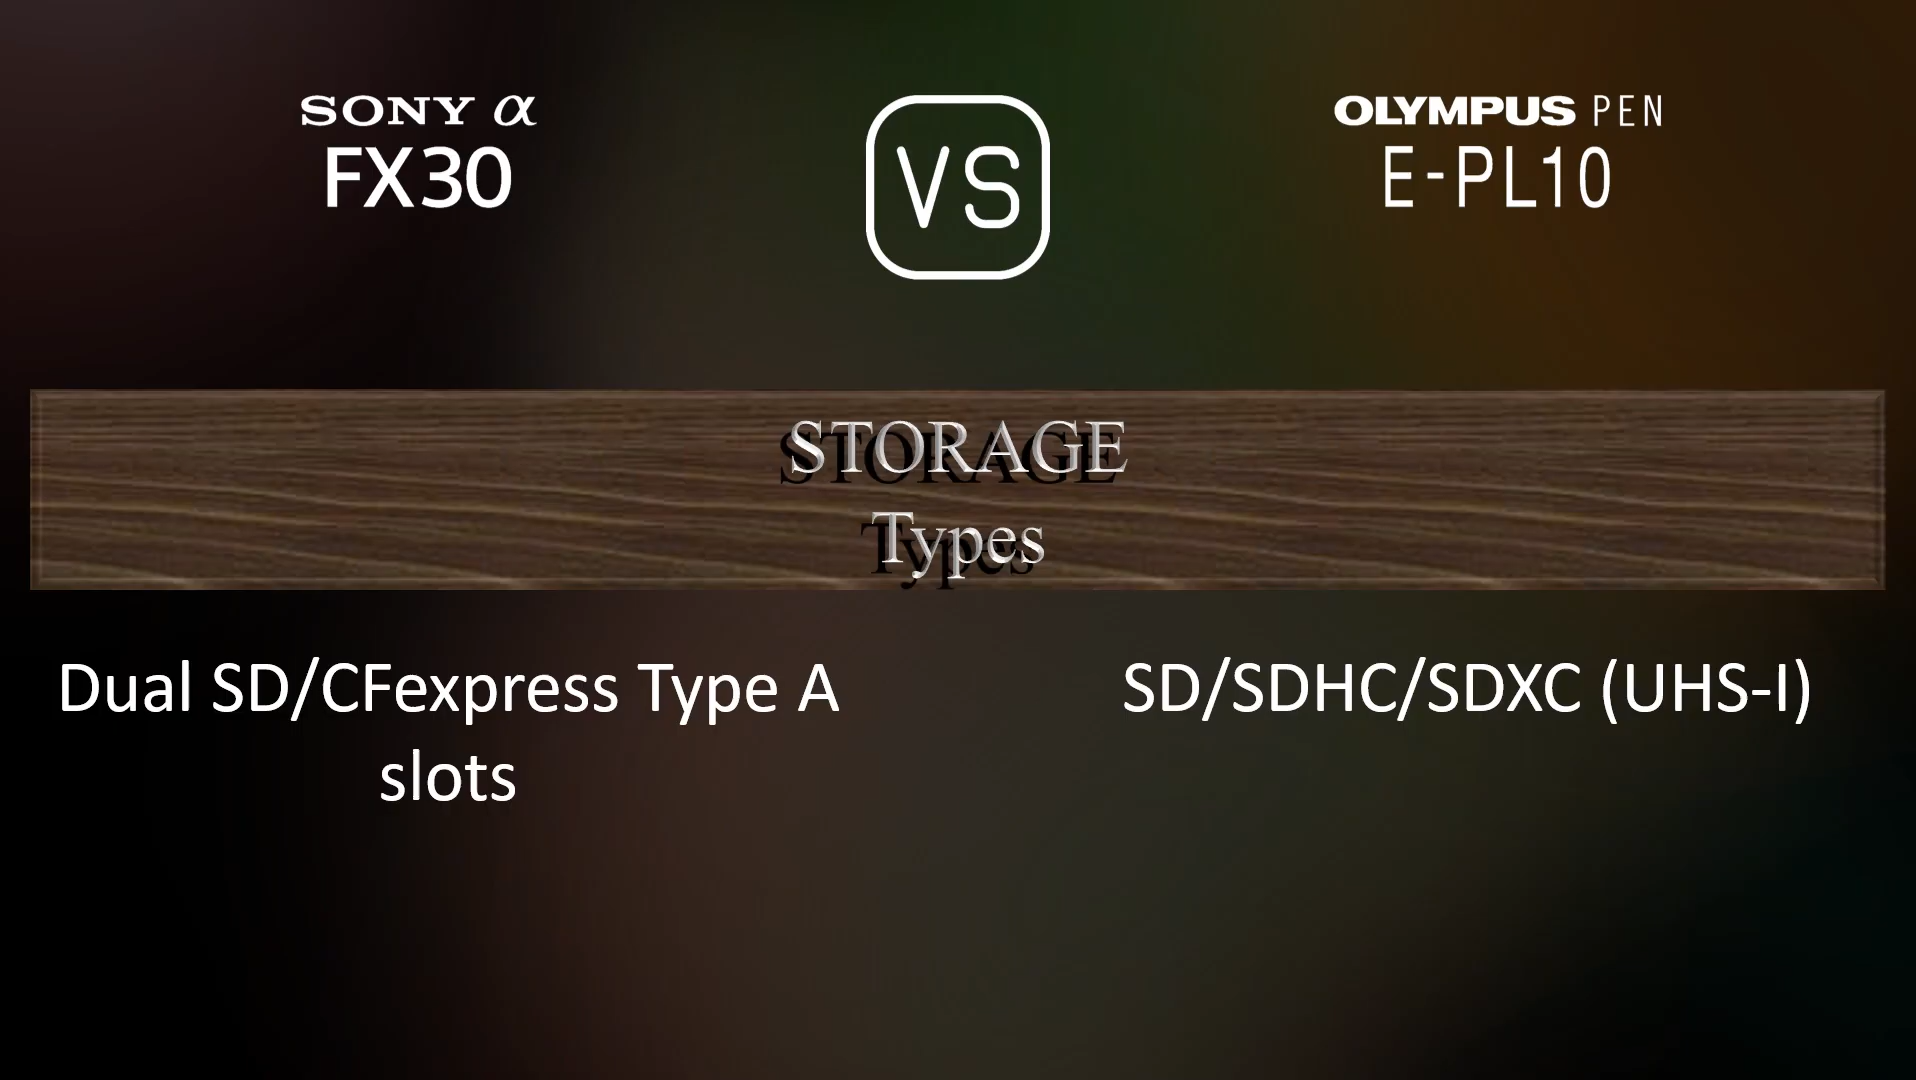 SONY α
FX30
VS
OLYMPUS PEN
E-PL10
STORAGE
Types
Dual SD/CFexpress Type A
slots
SD/SDHC/SDXC (UHS-I)